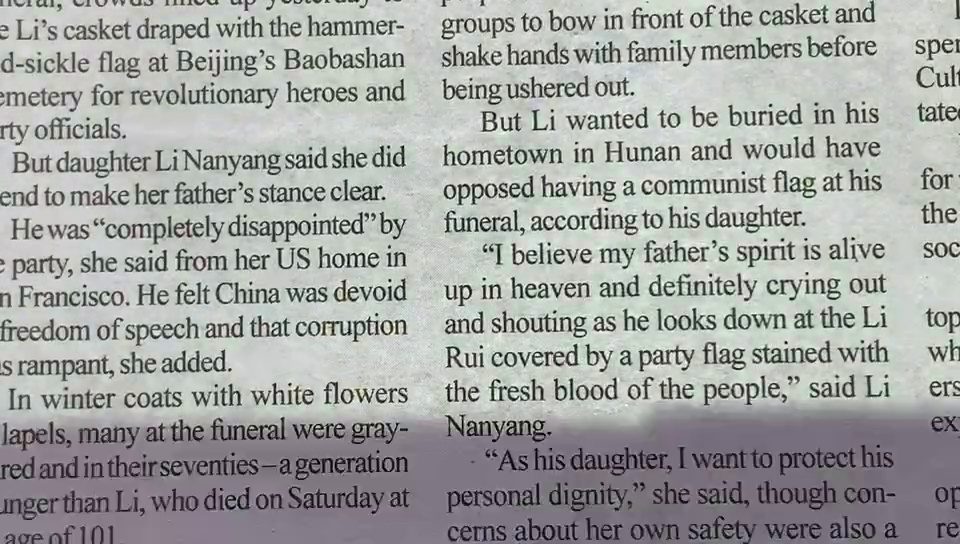 e Li's casket draped with the hammer-
d-sickle flag at Beijing's Baobashan
emetery for revolutionary heroes and
rty officials.
But daughter Li Nanyang said she did
end to make her father's stance clear.
He was "completely disappointed" by
e party, she said from her US home in
n Francisco. He felt China was devoid
freedom of speech and that corruption
s rampant, she added.
In winter coats with white flowers
lapels, many at the funeral were gray-
red and in their seventies – a generation
unger than Li, who died on Saturday at
age of 101
groups to bow in front of the casket and
shake hands with family members before
being ushered out.
But Li wanted to be buried in his
hometown in Hunan and would have
opposed having a communist flag at his
funeral, according to his daughter.
"I believe my father's spirit is alive
up in heaven and definitely crying out
and shouting as he looks down at the Li
Rui covered by a party flag stained with
the fresh blood of the people," said Li
Nanyang.
"As his daughter, I want to protect his
personal dignity," she said, though con-
cerns about her own safety were also a
spe
Cult
tate
for
the
soc
top
wh
ers
ex
op
re